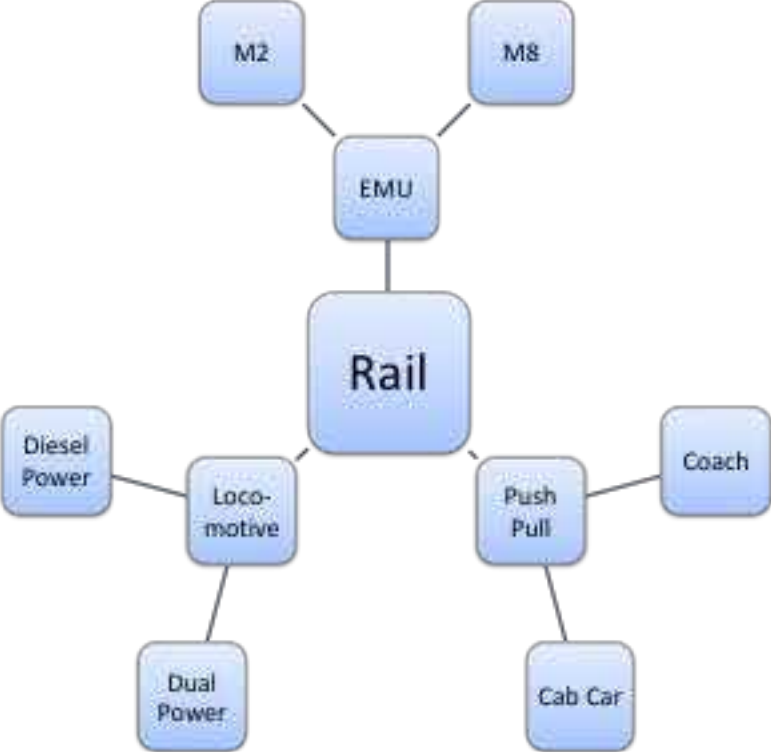 M2
M8
EMU
Rail
Diesel
Power
Loco-
motive
Push
Pull
Coach
Dual
Power
Cab Car